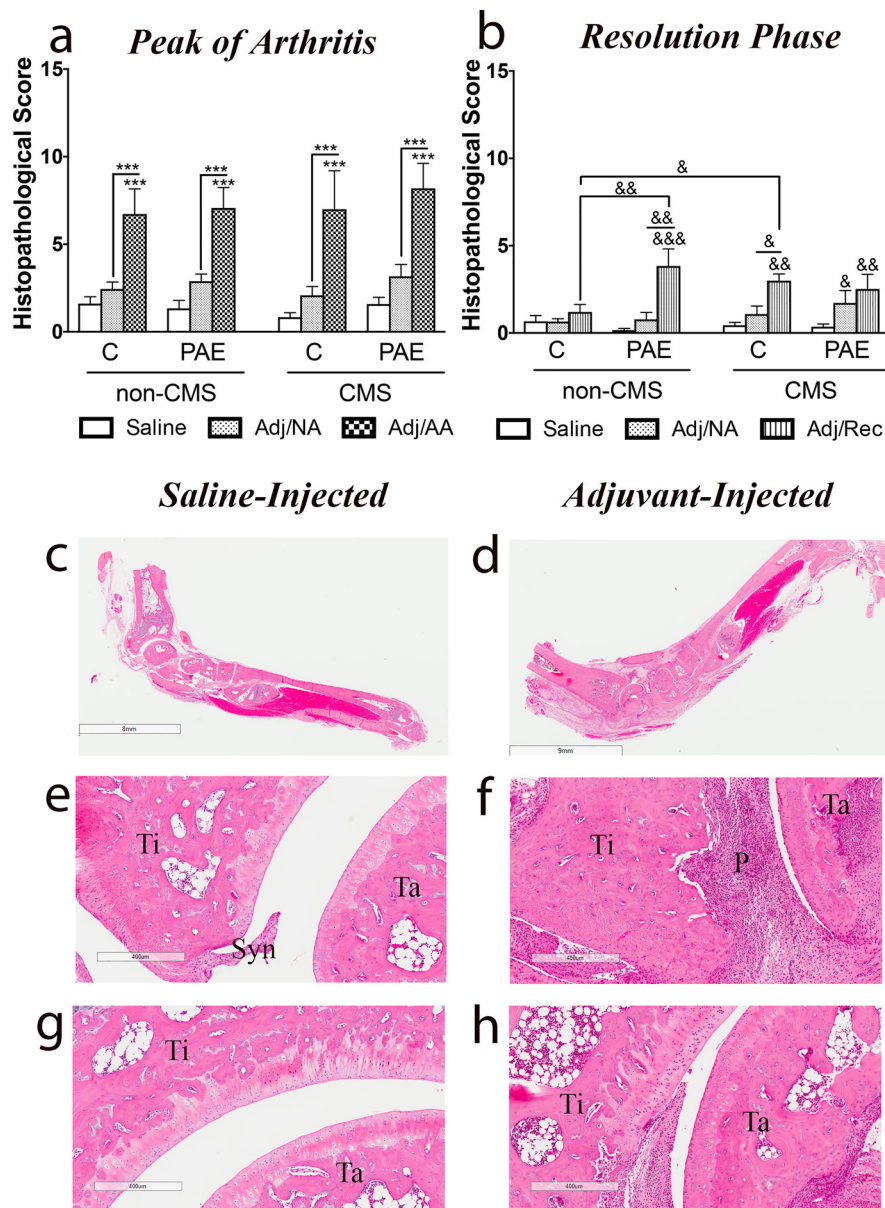 a Peak of Arthritis
b Resolution Phase
Histopathological Score
15
10
5
0
*** *** *** ***
*** *** *** ***
C PAE C PAE
non-CMS CMS
Saline Adj/NA Adj/AA
Histopathological Score
15
10
5
0
&
&&
&&
&&&
&
&&
&
&&
C PAE C PAE
non-CMS CMS
Saline Adj/NA Adj/Rec
Saline-Injected
Adjuvant-Injected
c
8mm
d
9mm
e
Ti
Ta
Syn
400um
f
Ti
Ta
P
400um
g
Ti
Ta
400um
h
Ti
Ta
400um